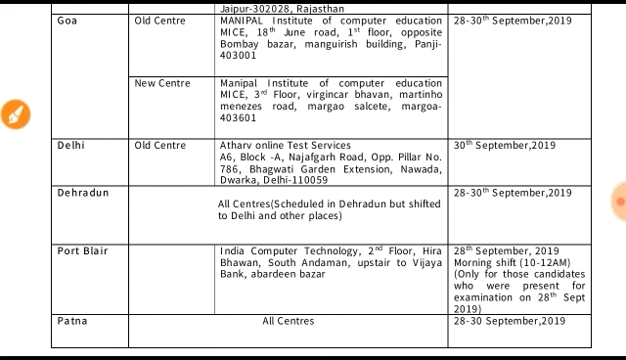 Jaipur-302028, Rajasthan
Goa
Old Centre
MANIPAL Institute of computer education
MICE, 18th June road, 1st floor, opposite
Bombay bazar, manguirish building, Panji-
403001
28-30th September,2019
New Centre
Manipal Institute of computer education
MICE, 3rd Floor, virgincar bhavan, martinho
menezes road, margao salcete, margoa-
403601
Delhi
Old Centre
Atharv online Test Services
A6, Block -A, Najafgarh Road, Opp. Pillar No.
786, Bhagwati Garden Extension, Nawada,
Dwarka, Delhi-110059
30th September,2019
Dehradun
All Centres(Scheduled in Dehradun but shifted
to Delhi and other places)
28-30th September,2019
Port Blair
India Computer Technology, 2nd Floor, Hira
Bhawan, South Andaman, upstair to Vijaya
Bank, abardeen bazar
28th September, 2019
Morning shift (10-12AM)
(Only for those candidates
who were present for
examination on 28th Sept
2019)
Patna
All Centres
28-30 September,2019